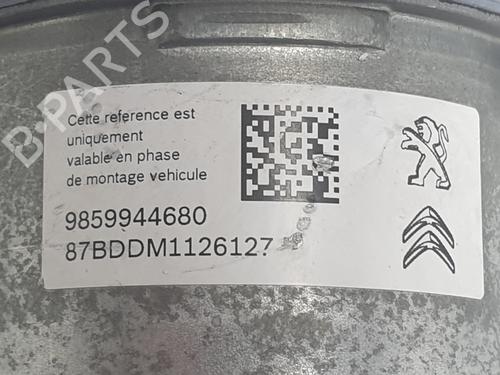 B-PARTS
Cette reference est
uniquement
valable en phase
de montage vehicule
9859944680
87BDDM1126127